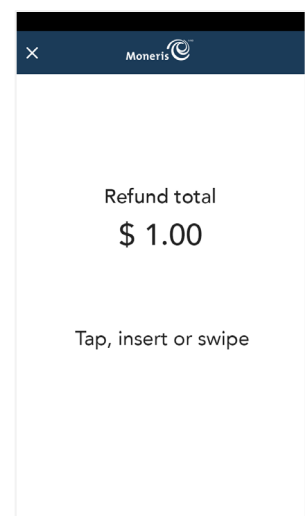 ×
Moneris
Refund total
$ 1.00
Tap, insert or swipe